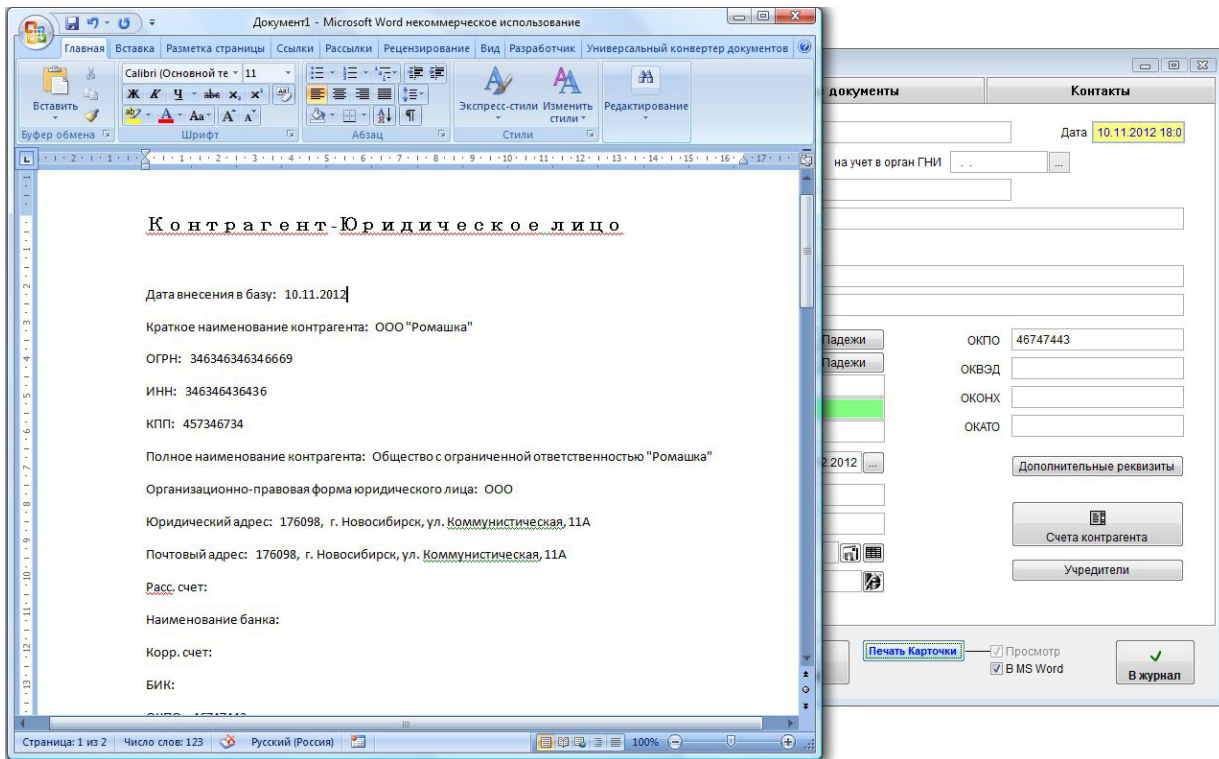 Документ1 - Microsoft Word некоммерческое использование
Главная Вставка Разметка страницы Ссылки Рассылки Рецензирование Вид Разработчик Универсальный конвертер документов
Вставить
Буфер обмена
Calibri (Основной те 11
Ж К Ч abe x₂ x²
Шрифт
Абзац
Экспресс-стили Изменить стили
Стили
Редактирование
Контрагент-Юридическое лицо
Дата внесения в базу: 10.11.2012
Краткое наименование контрагента: ООО "Ромашка"
ОГРН: 346346346346669
ИНН: 346346436436
КПП: 457346734
Полное наименование контрагента: Общество с ограниченной ответственностью "Ромашка"
Организационно-правовая форма юридического лица: ООО
Юридический адрес: 176098, г. Новосибирск, ул. Коммунистическая, 11А
Почтовый адрес: 176098, г. Новосибирск, ул. Коммунистическая, 11А
Расс. счет:
Наименование банка:
Корр. счет:
БИК:
Страница: 1 из 2 Число слов: 123 Русский (Россия) 100%
документы Контакты
Дата 10.11.2012 18:0
на учет в орган ГНИ . . ...
Падежи ОКПО 46747443
Падежи ОКВЭД
ОКОНХ
ОКАТО
2.2012 ... Дополнительные реквизиты
Счета контрагента
Учредители
Печать Карточки Просмотр
В MS Word
В журнал